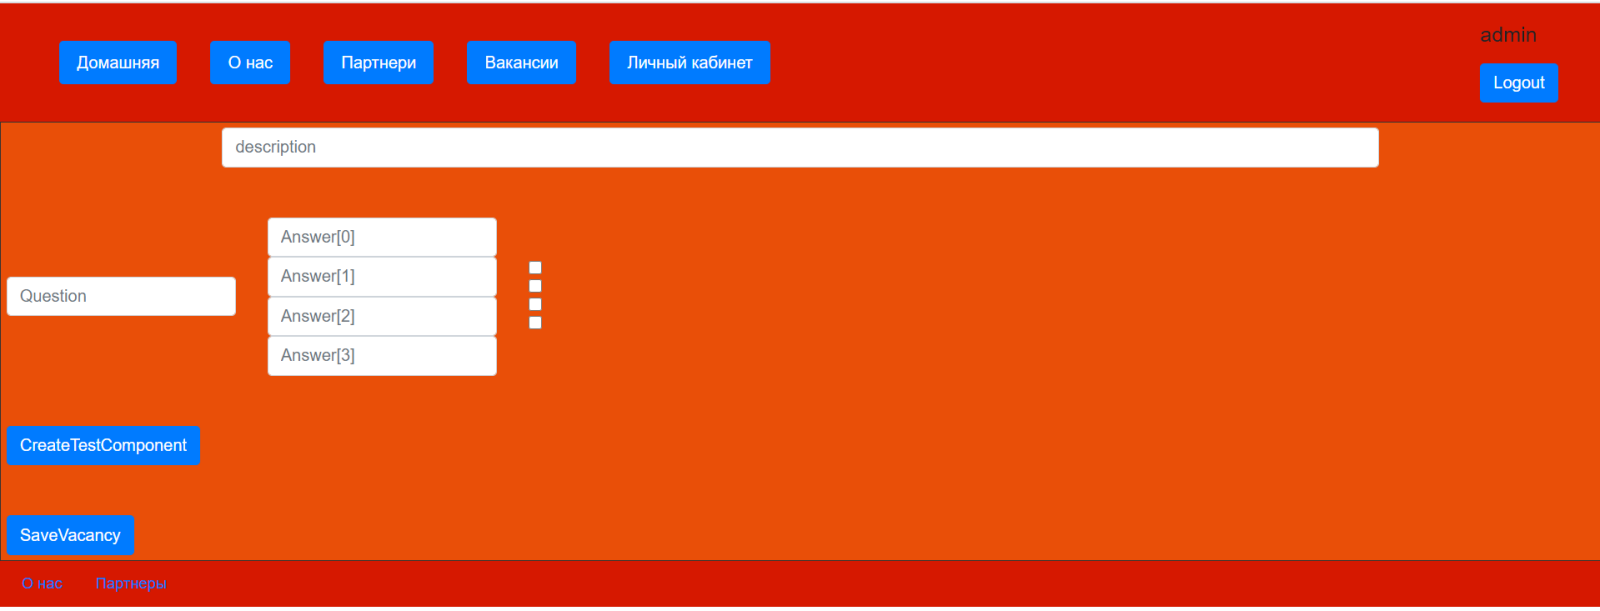 admin
Домашняя О нас Партнери Вакансии Личный кабинет
Logout
description
Answer[0]
Answer[1]
Question
Answer[2]
Answer[3]
CreateTestComponent
SaveVacancy
О нас Партнеры